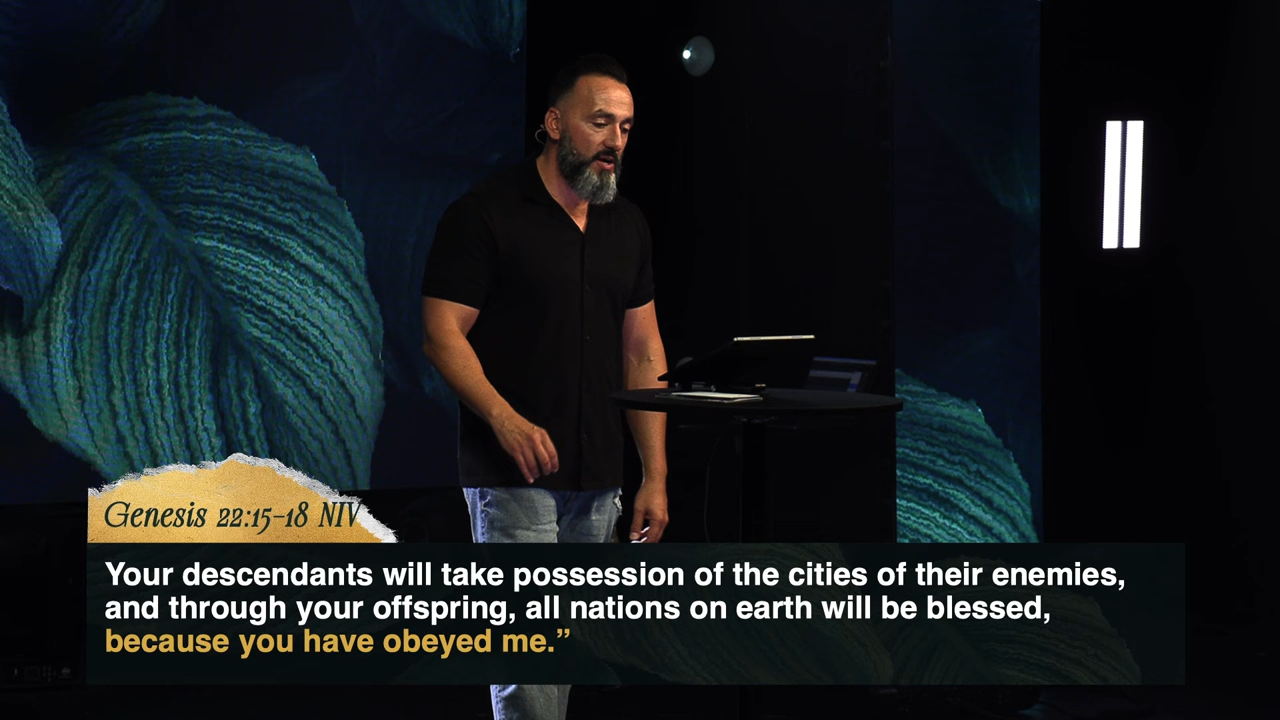 Genesis 22:15-18 NIV
Your descendants will take possession of the cities of their enemies,
and through your offspring, all nations on earth will be blessed,
because you have obeyed me.”